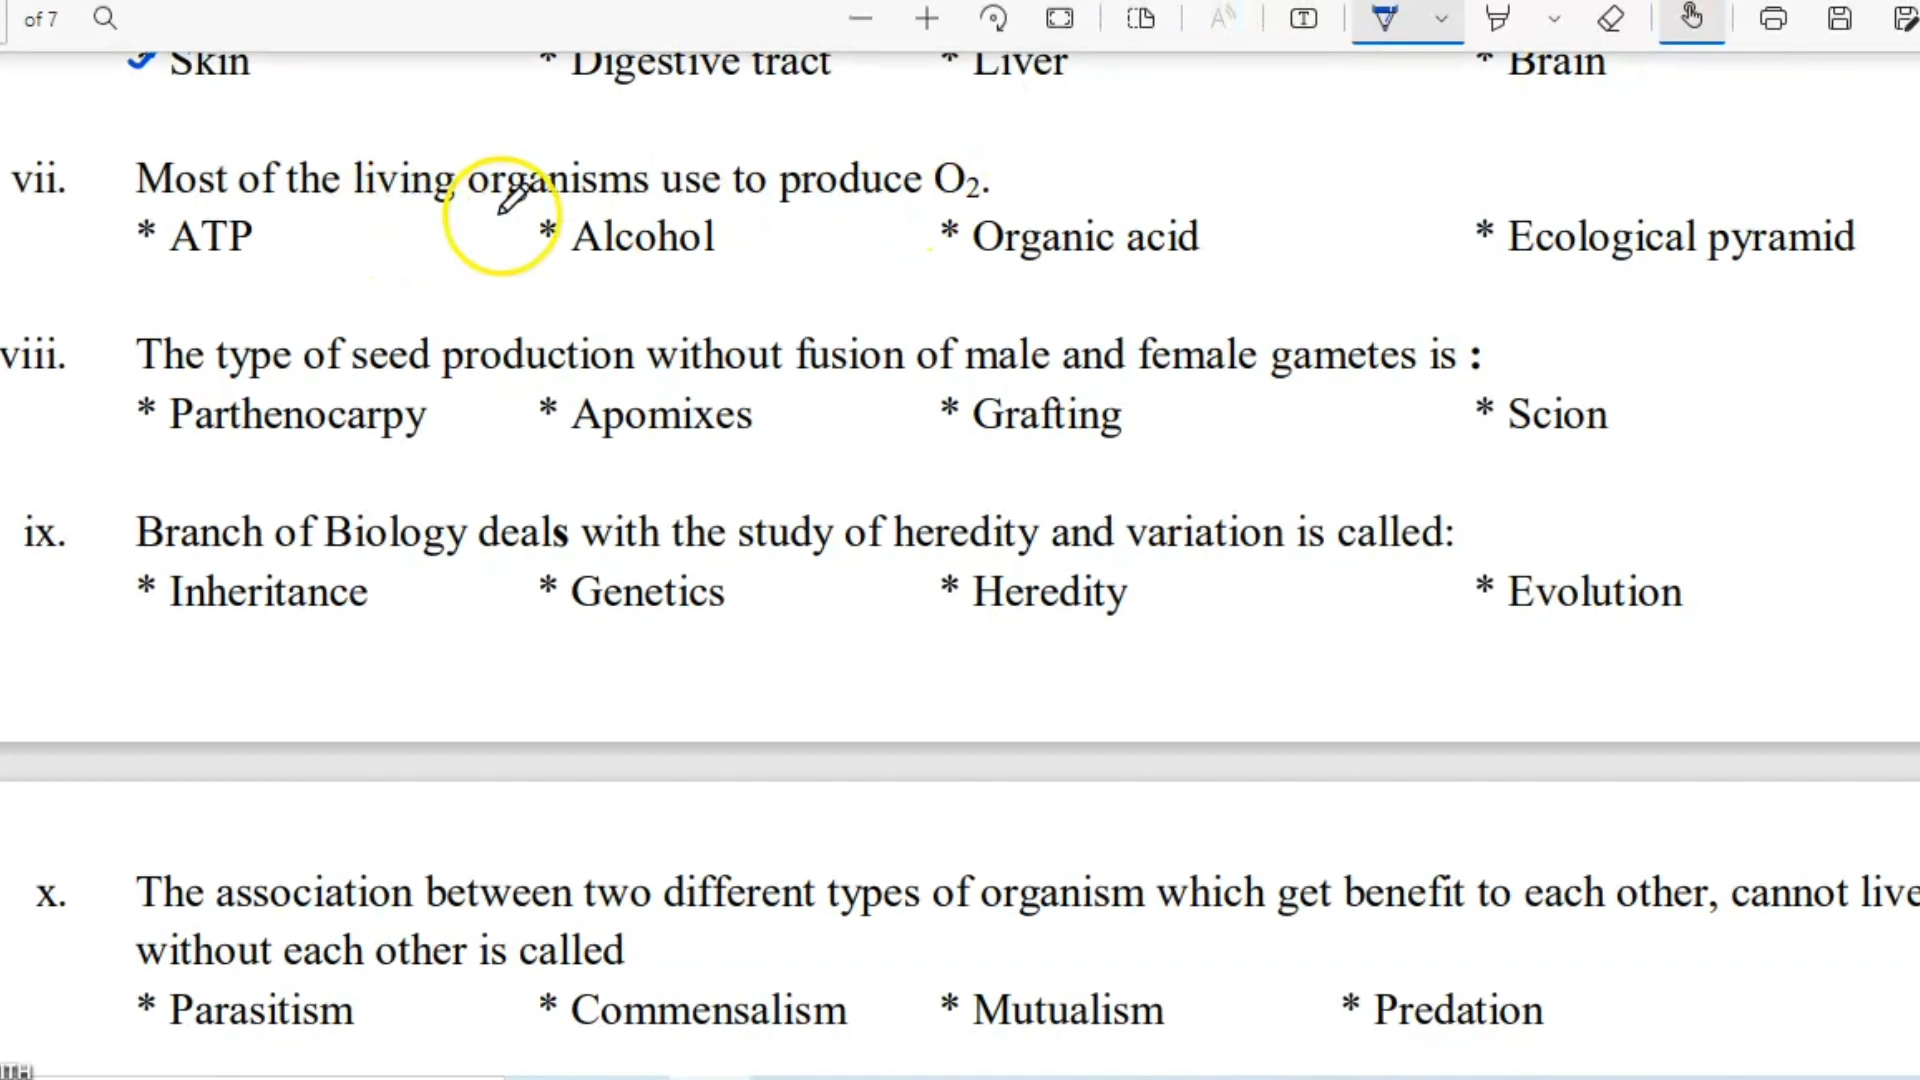 of 7
Skin * Digestive tract * Liver * Brain
vii. Most of the living organisms use to produce O₂.
* ATP * Alcohol * Organic acid * Ecological pyramid
viii. The type of seed production without fusion of male and female gametes is :
* Parthenocarpy * Apomixes * Grafting * Scion
ix. Branch of Biology deals with the study of heredity and variation is called:
* Inheritance * Genetics * Heredity * Evolution
x. The association between two different types of organism which get benefit to each other, cannot live
without each other is called
* Parasitism * Commensalism * Mutualism * Predation